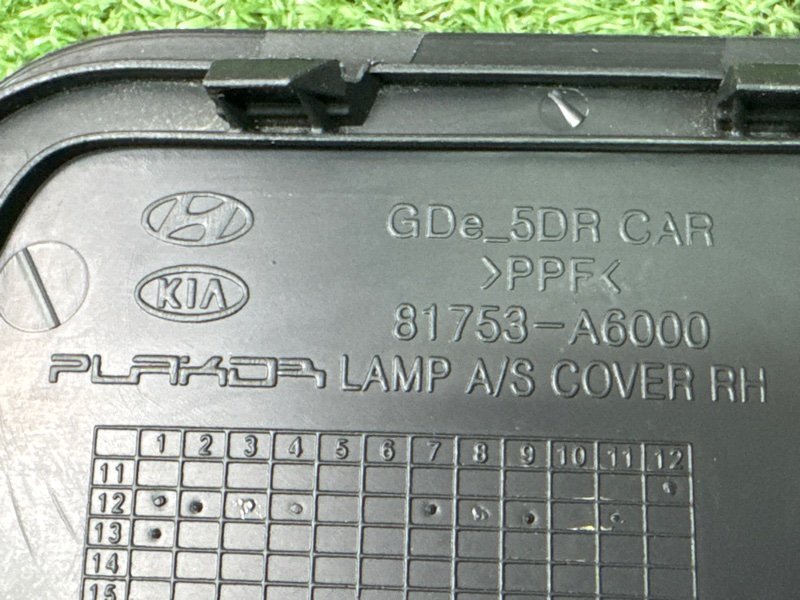 GDe_5DR CAR
KIA >PPF<
81753-A6000
PLAKOR LAMP A/S COVER RH
1 2 3 4 5 6 7 8 9 10 11 12
11
12
13
14
15